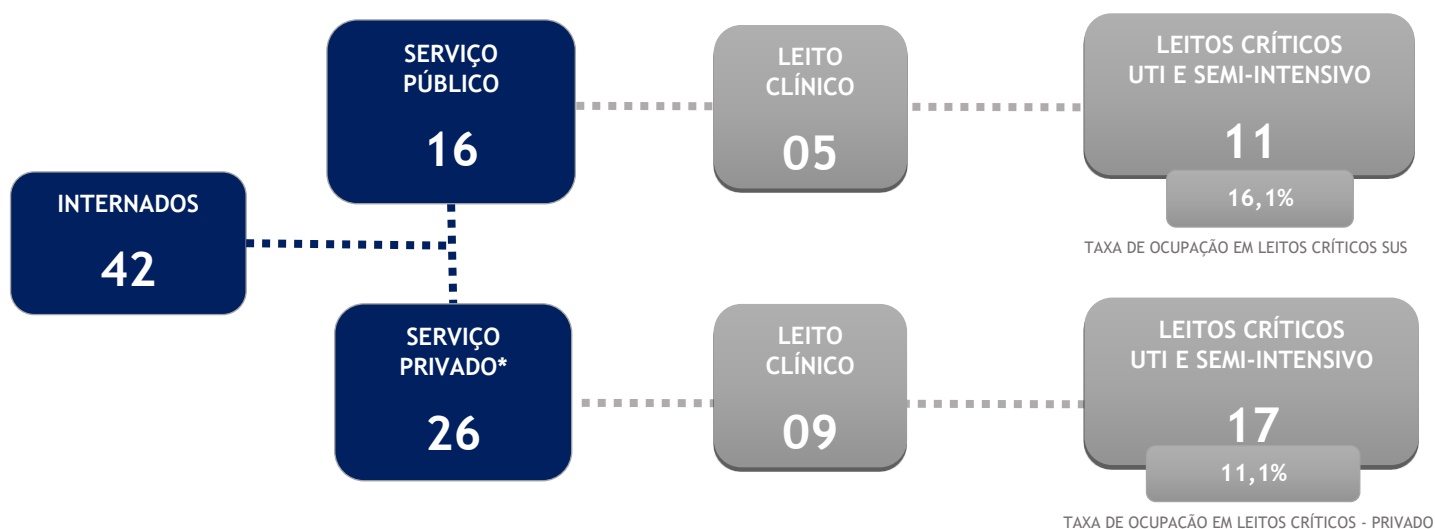 INTERNADOS
42
SERVIÇO
PÚBLICO
16
LEITO
CLÍNICO
05
LEITOS CRÍTICOS
UTI E SEMI-INTENSIVO
11
16,1%
TAXA DE OCUPAÇÃO EM LEITOS CRÍTICOS SUS
SERVIÇO
PRIVADO*
26
LEITO
CLÍNICO
09
LEITOS CRÍTICOS
UTI E SEMI-INTENSIVO
17
11,1%
TAXA DE OCUPAÇÃO EM LEITOS CRÍTICOS - PRIVADO